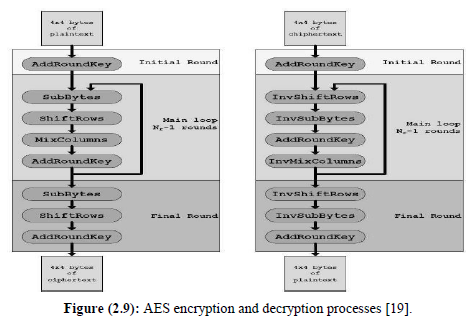 4x4 bytes
of
plaintext
AddRoundKey
Initial Round
SubBytes
ShiftRows
MixColumns
AddRoundKey
Main loop
Nr-1 rounds
SubBytes
ShiftRows
AddRoundKey
Final Round
4x4 bytes
of
ciphertext
4x4 bytes
of
ciphertext
AddRoundKey
Initial Round
InvShiftRows
InvSubBytes
AddRoundKey
InvMixColumns
Main loop
Nr-1 rounds
InvShiftRows
InvSubBytes
AddRoundKey
Final Round
4x4 bytes
of
plaintext
Figure (2.9): AES encryption and decryption processes [19].